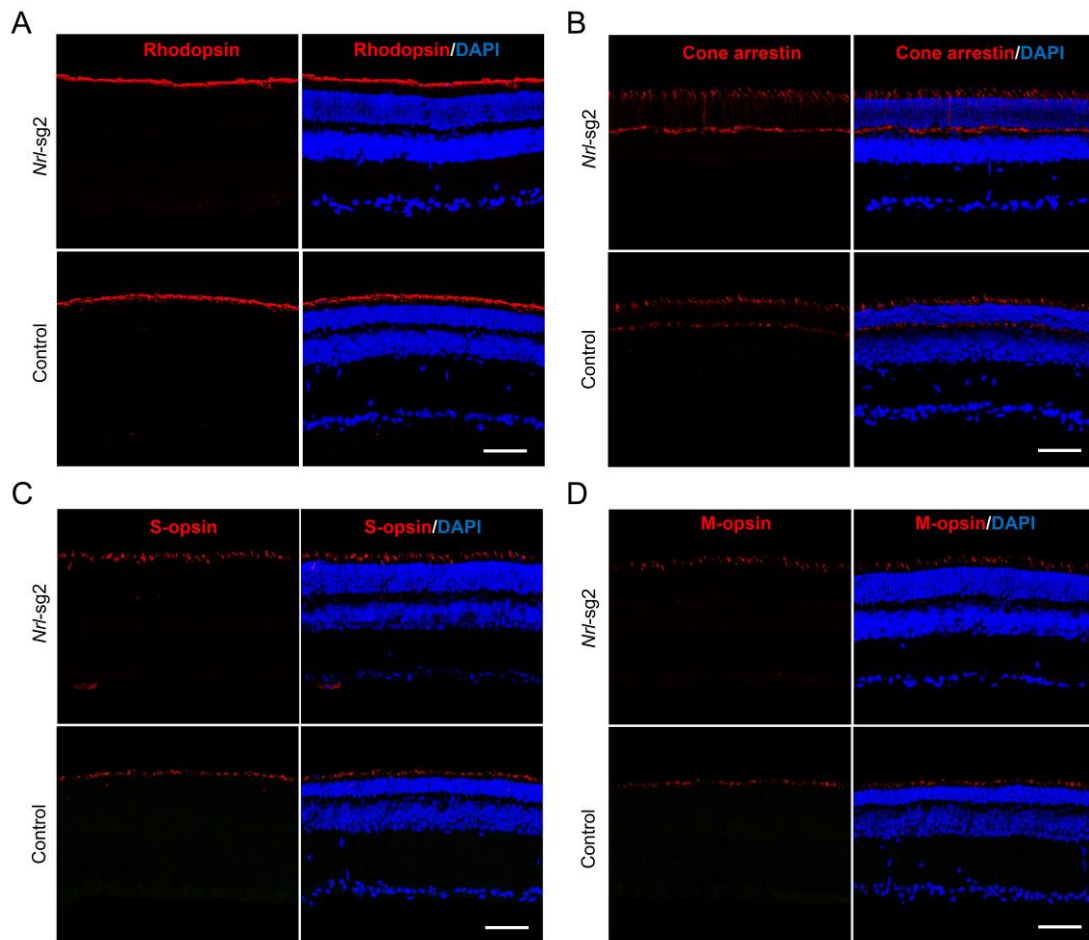 A
Rhodopsin
Rhodopsin/DAPI
Nrl-sg2
Control
B
Cone arrestin
Cone arrestin/DAPI
Nrl-sg2
Control
C
S-opsin
S-opsin/DAPI
Nrl-sg2
Control
D
M-opsin
M-opsin/DAPI
Nrl-sg2
Control